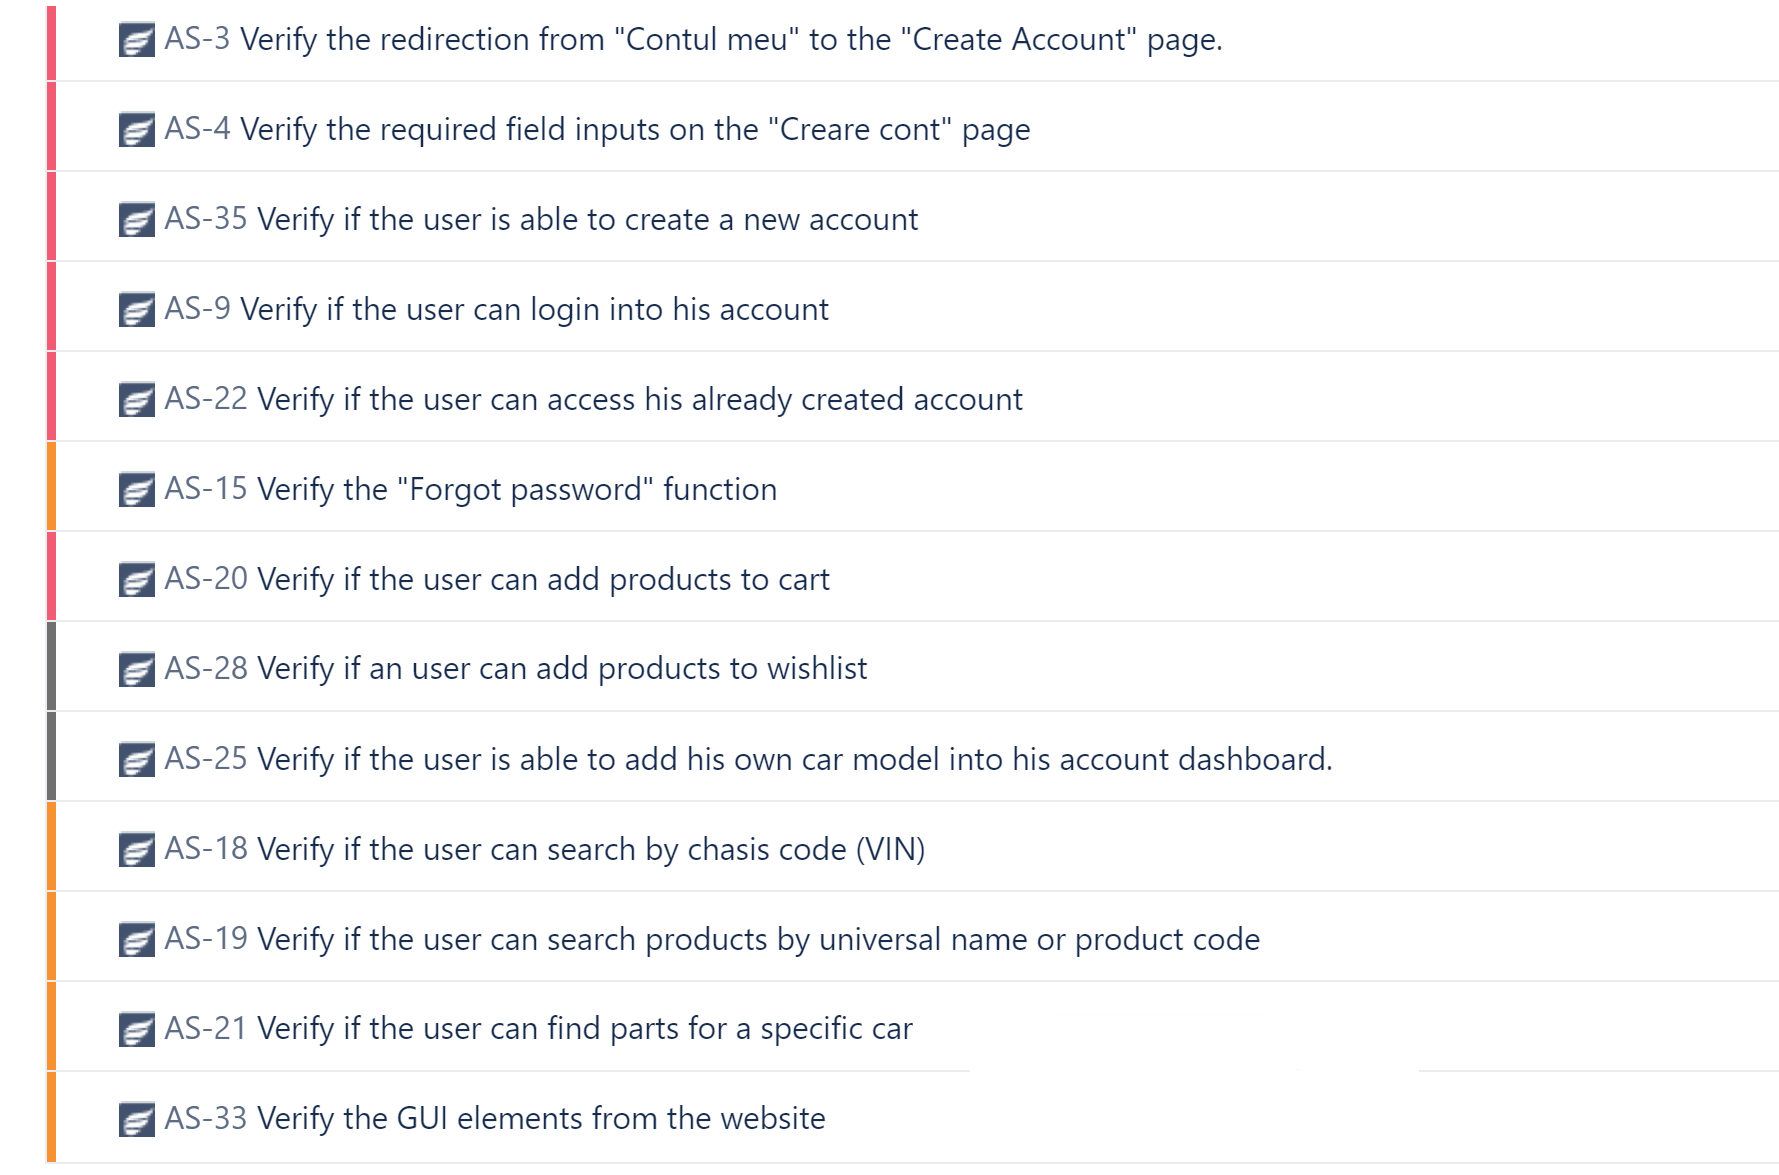 AS-3 Verify the redirection from "Contul meu" to the "Create Account" page.
AS-4 Verify the required field inputs on the "Creare cont" page
AS-35 Verify if the user is able to create a new account
AS-9 Verify if the user can login into his account
AS-22 Verify if the user can access his already created account
AS-15 Verify the "Forgot password" function
AS-20 Verify if the user can add products to cart
AS-28 Verify if an user can add products to wishlist
AS-25 Verify if the user is able to add his own car model into his account dashboard.
AS-18 Verify if the user can search by chasis code (VIN)
AS-19 Verify if the user can search products by universal name or product code
AS-21 Verify if the user can find parts for a specific car
AS-33 Verify the GUI elements from the website